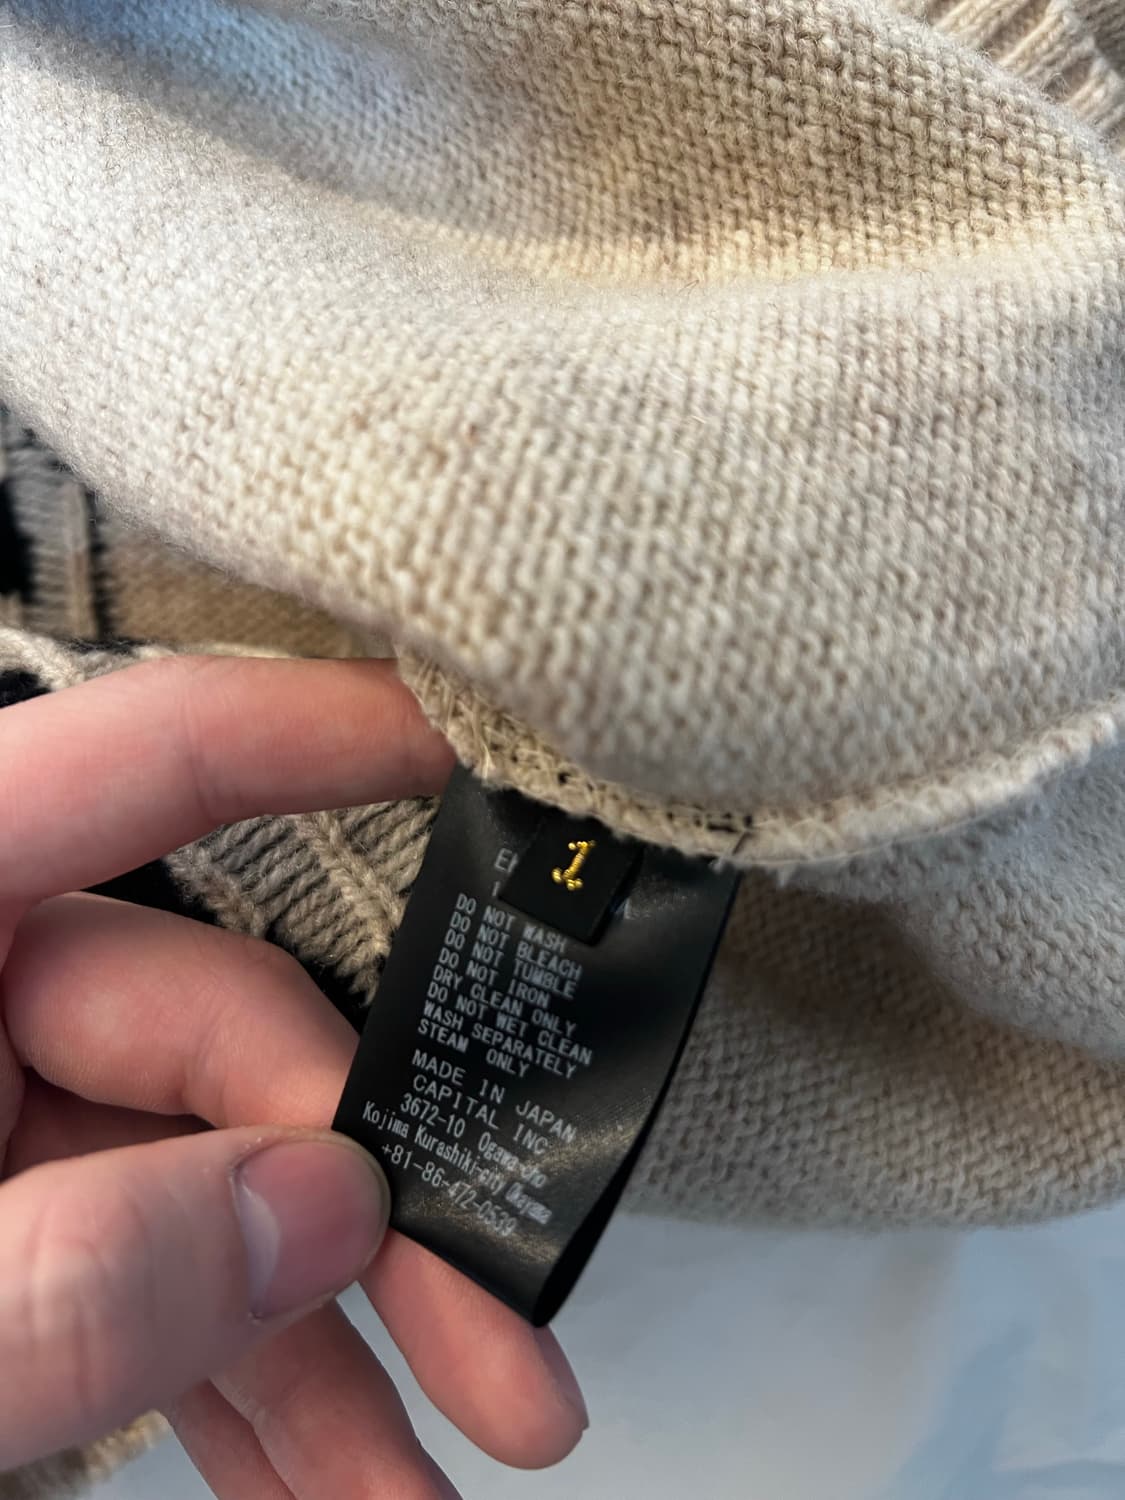 1
DO NOT WASH
DO NOT BLEACH
DO NOT TUMBLE
DO NOT IRON
DRY CLEAN ONLY
DO NOT WET CLEAN
WASH SEPARATELY
STEAM ONLY
MADE IN JAPAN
CAPITAL INC
3672-10 Ogawa-cho
Kojima Kurashiki-city
+81-86-472-0539